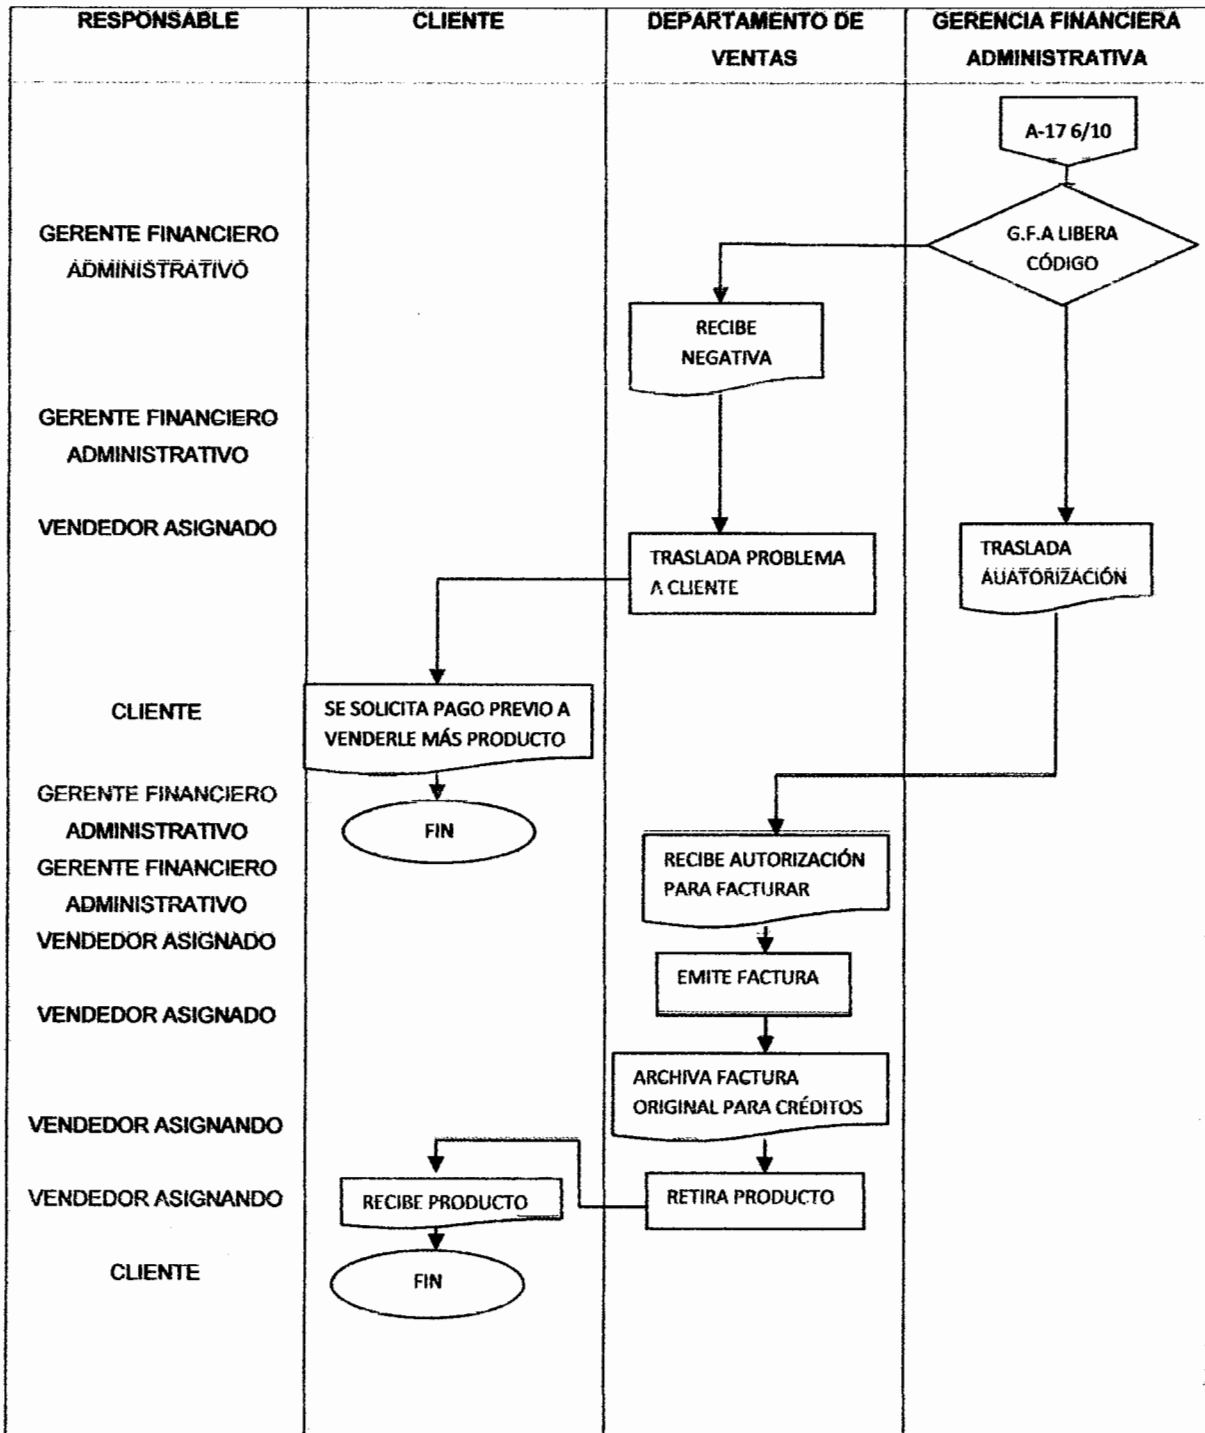 RESPONSABLE
CLIENTE
DEPARTAMENTO DE
VENTAS
GERENCIA FINANCIERA
ADMINISTRATIVA
A-17 6/10
GERENTE FINANCIERO
ADMINISTRATIVO
G.F.A LIBERA
CÓDIGO
RECIBE
NEGATIVA
GERENTE FINANCIERO
ADMINISTRATIVO
VENDEDOR ASIGNADO
TRASLADA PROBLEMA
A CLIENTE
TRASLADA
AUATORIZACIÓN
CLIENTE
SE SOLICITA PAGO PREVIO A
VENDERLE MÁS PRODUCTO
GERENTE FINANCIERO
ADMINISTRATIVO
FIN
GERENTE FINANCIERO
ADMINISTRATIVO
RECIBE AUTORIZACIÓN
PARA FACTURAR
VENDEDOR ASIGNADO
EMITE FACTURA
VENDEDOR ASIGNADO
ARCHIVA FACTURA
ORIGINAL PARA CRÉDITOS
VENDEDOR ASIGNANDO
VENDEDOR ASIGNANDO
RECIBE PRODUCTO
RETIRA PRODUCTO
CLIENTE
FIN